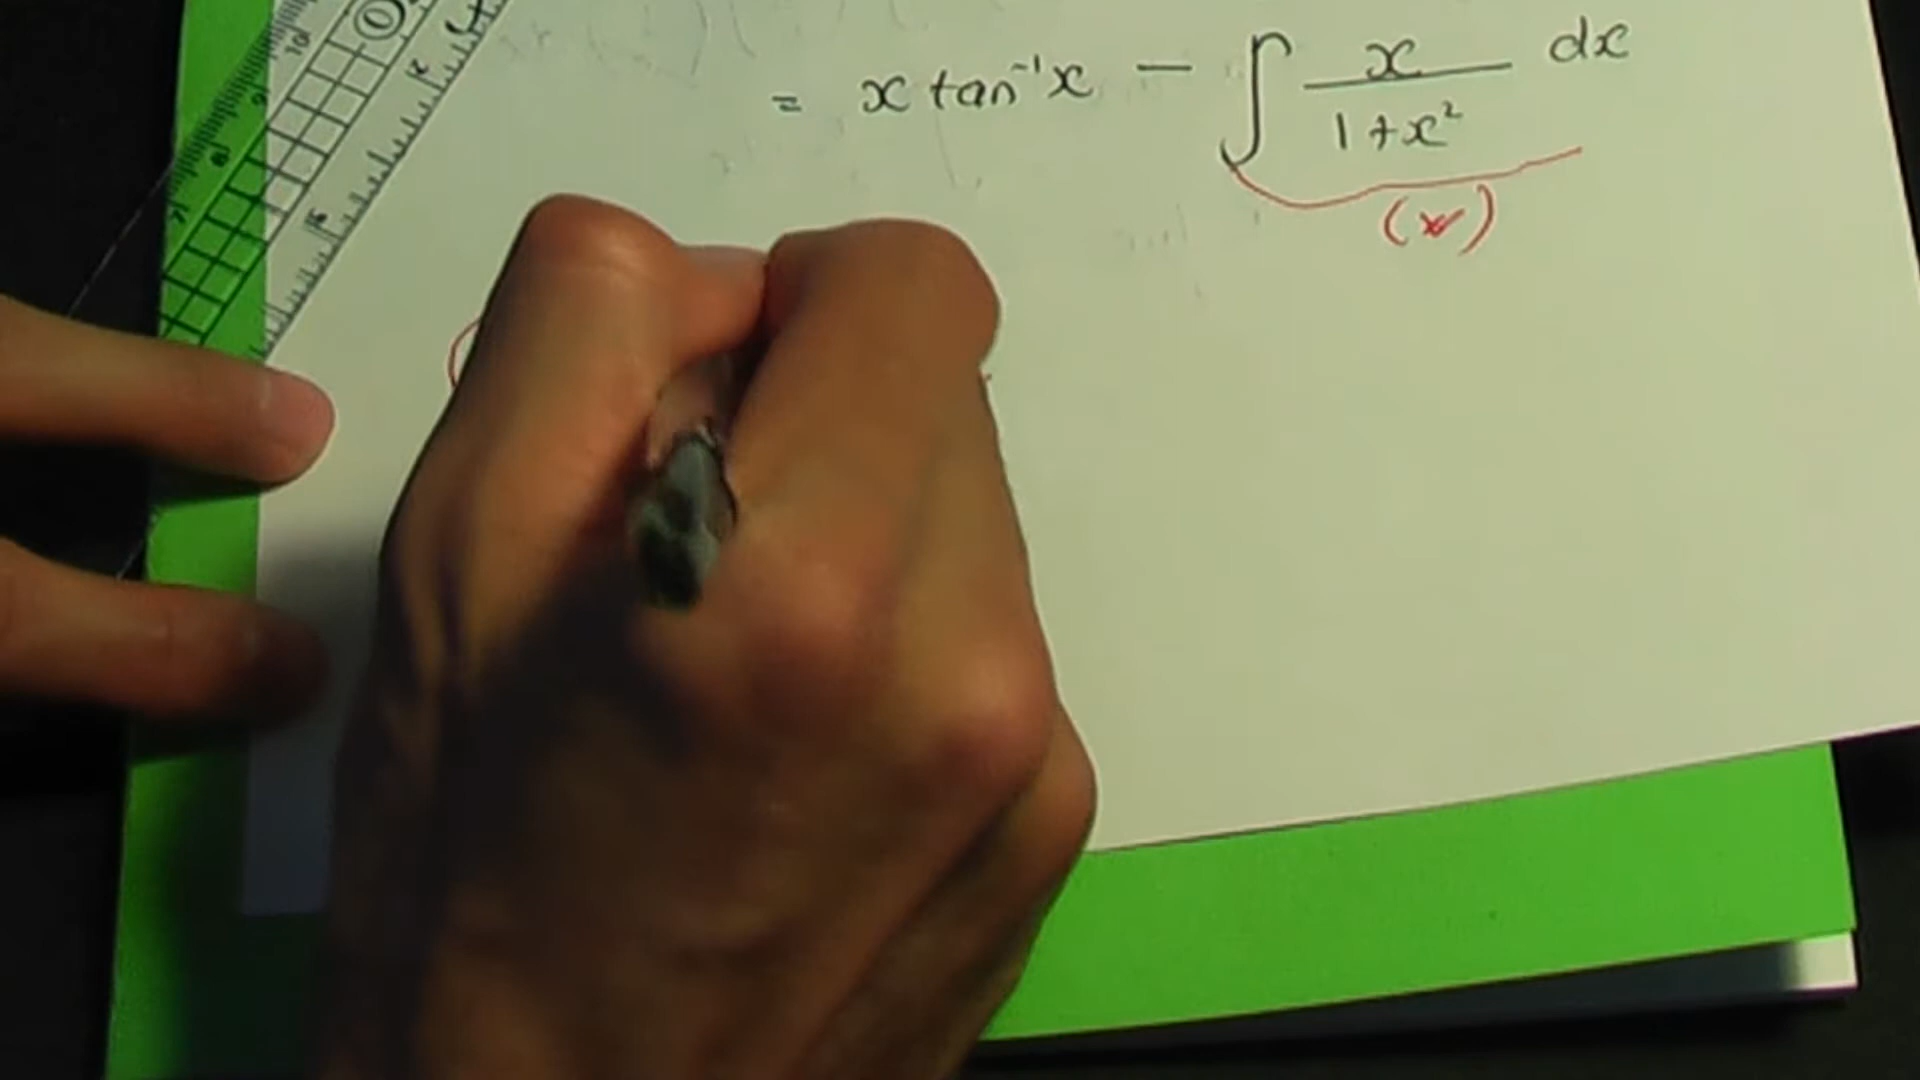 = x tan⁻¹x − ∫ x/(1+x²) dx
(*)